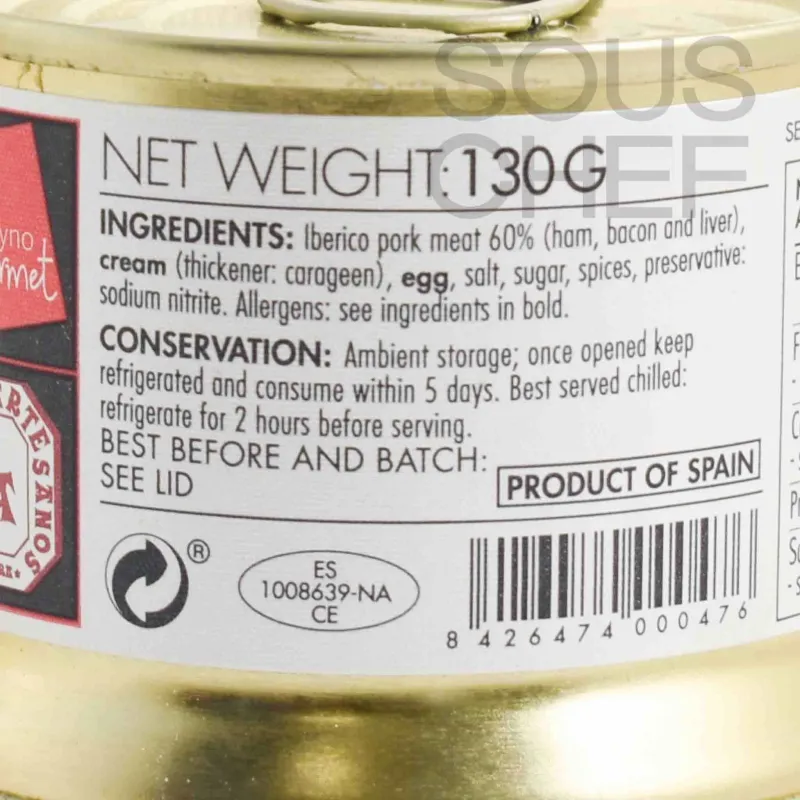 SOUS
CHEF
NET WEIGHT: 130G
INGREDIENTS: Iberico pork meat 60% (ham, bacon and liver),
cream (thickener: carageen), egg, salt, sugar, spices, preservative:
sodium nitrite. Allergens: see ingredients in bold.
CONSERVATION: Ambient storage; once opened keep
refrigerated and consume within 5 days. Best served chilled:
refrigerate for 2 hours before serving.
BEST BEFORE AND BATCH:
SEE LID
PRODUCT OF SPAIN
®
ES
1008639-NA
CE
8 426474 000476